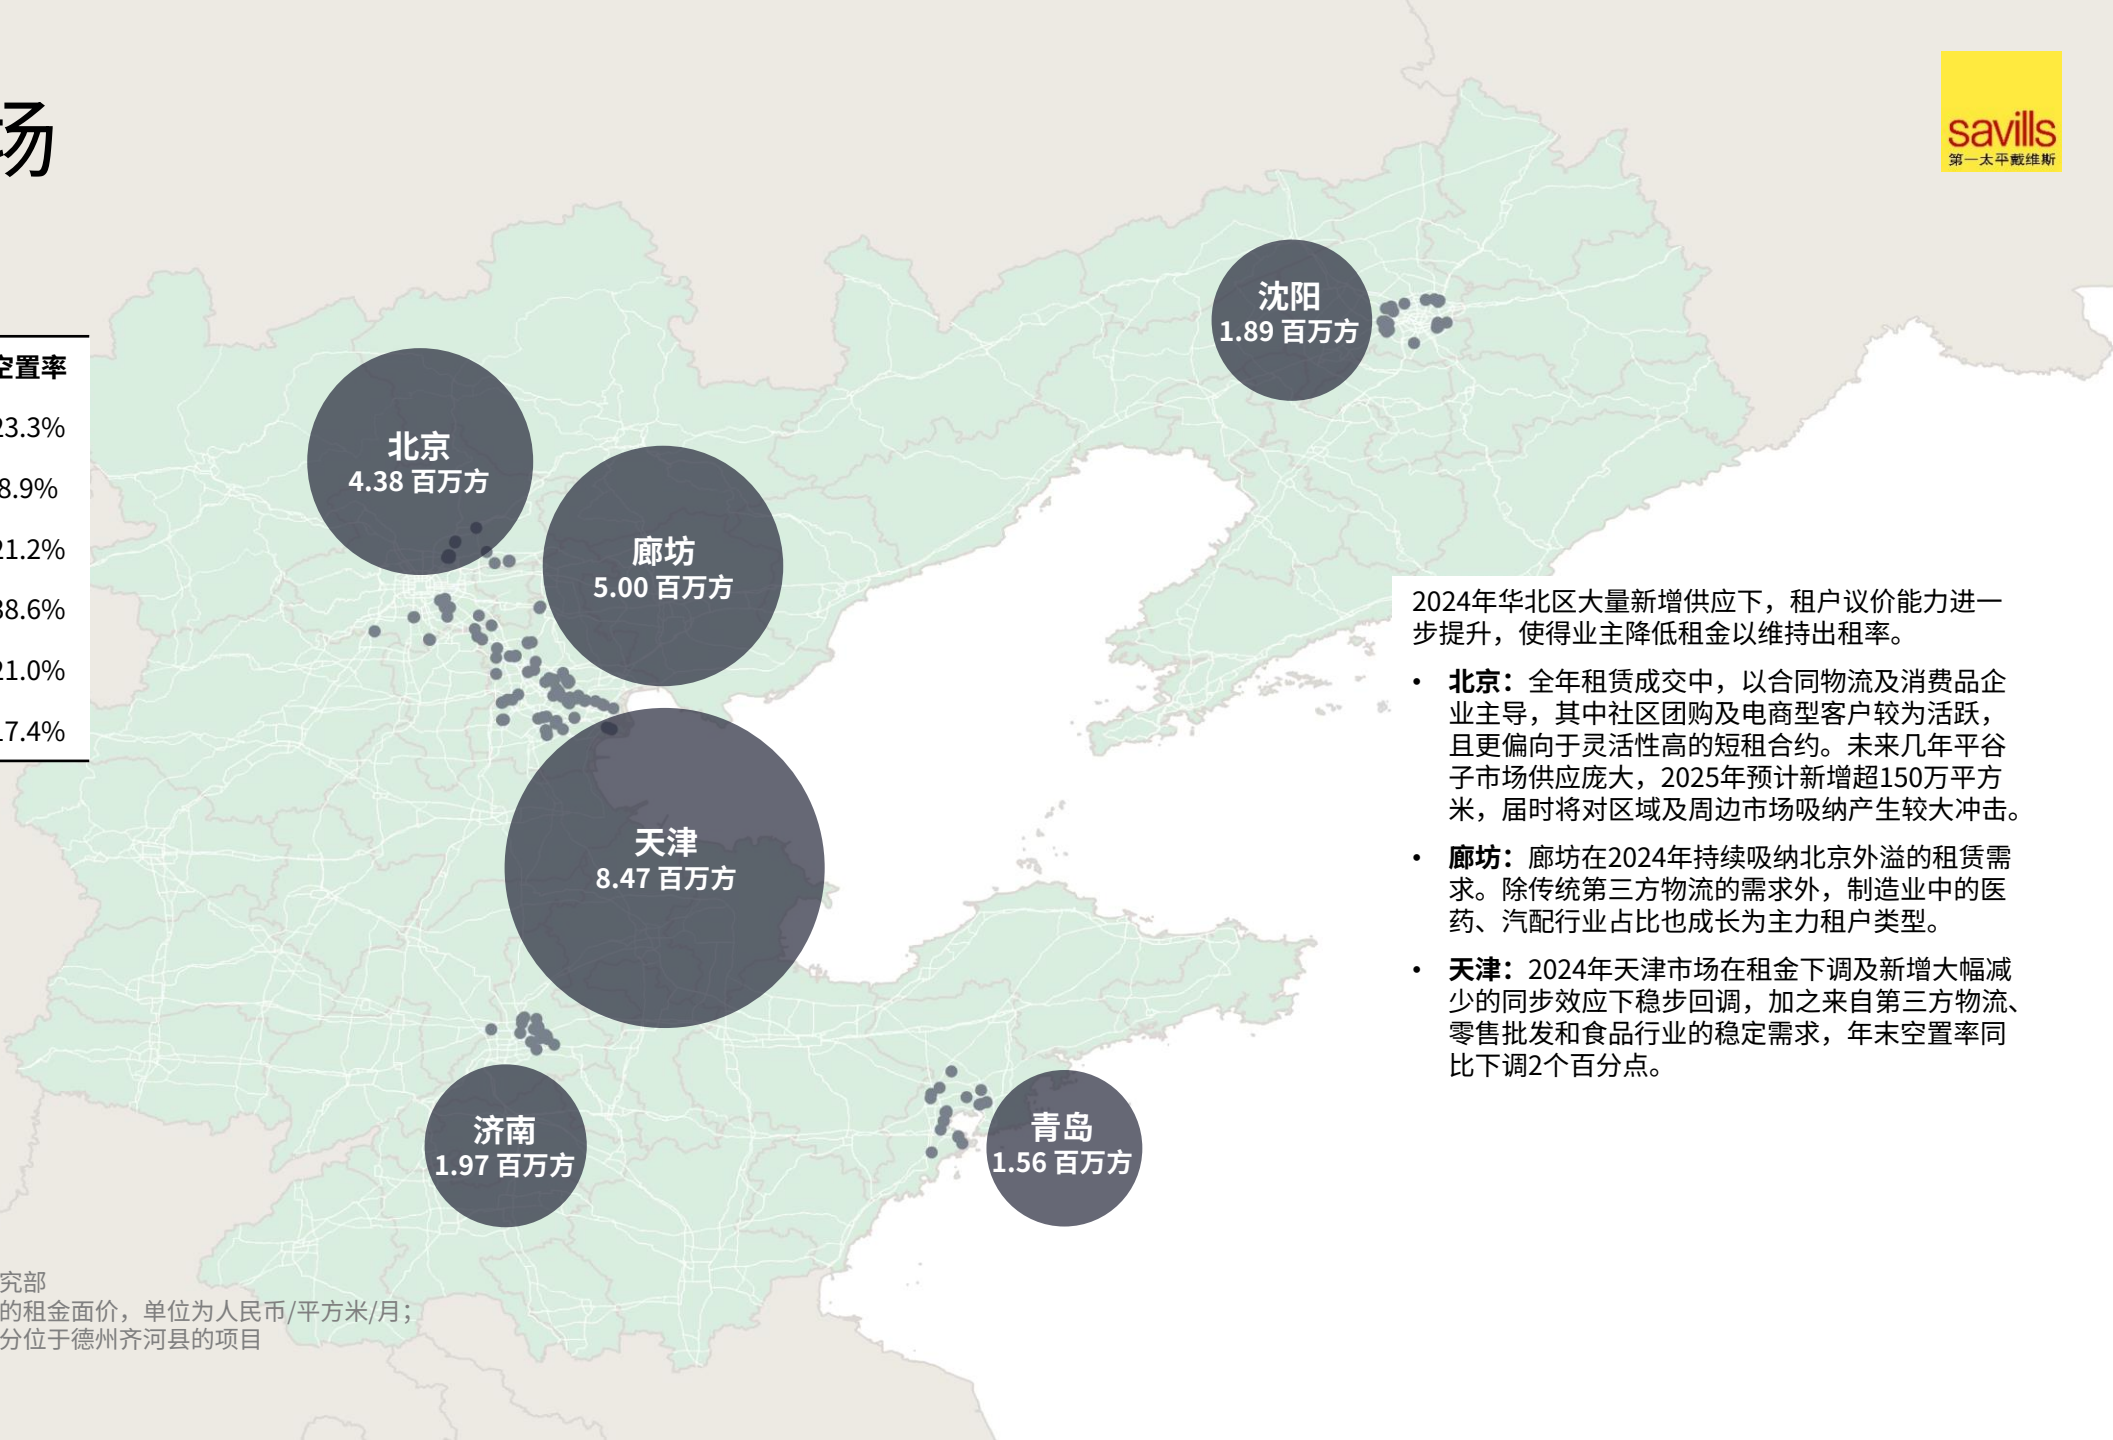 场
savills
第一太平戴维斯
空置率
23.3%
8.9%
21.2%
38.6%
21.0%
17.4%
沈阳
1.89 百万方
北京
4.38 百万方
廊坊
5.00 百万方
天津
8.47 百万方
济南
1.97 百万方
青岛
1.56 百万方
2024年华北区大量新增供应下，租户议价能力进一
步提升，使得业主降低租金以维持出租率。
• 北京：全年租赁成交中，以合同物流及消费品企
业主导，其中社区团购及电商型客户较为活跃，
且更偏向于灵活性高的短租合约。未来几年平谷
子市场供应庞大，2025年预计新增超150万平方
米，届时将对区域及周边市场吸纳产生较大冲击。
• 廊坊：廊坊在2024年持续吸纳北京外溢的租赁需
求。除传统第三方物流的需求外，制造业中的医
药、汽配行业占比也成长为主力租户类型。
• 天津：2024年天津市场在租金下调及新增大幅减
少的同步效应下稳步回调，加之来自第三方物流、
零售批发和食品行业的稳定需求，年末空置率同
比下调2个百分点。
究部
的租金面价，单位为人民币/平方米/月；
分位于德州齐河县的项目